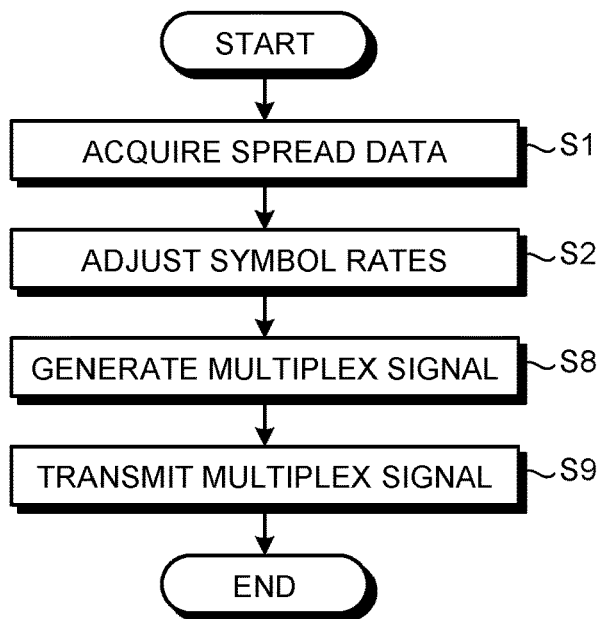 START
ACQUIRE SPREAD DATA
S1
ADJUST SYMBOL RATES
S2
GENERATE MULTIPLEX SIGNAL
S8
TRANSMIT MULTIPLEX SIGNAL
S9
END